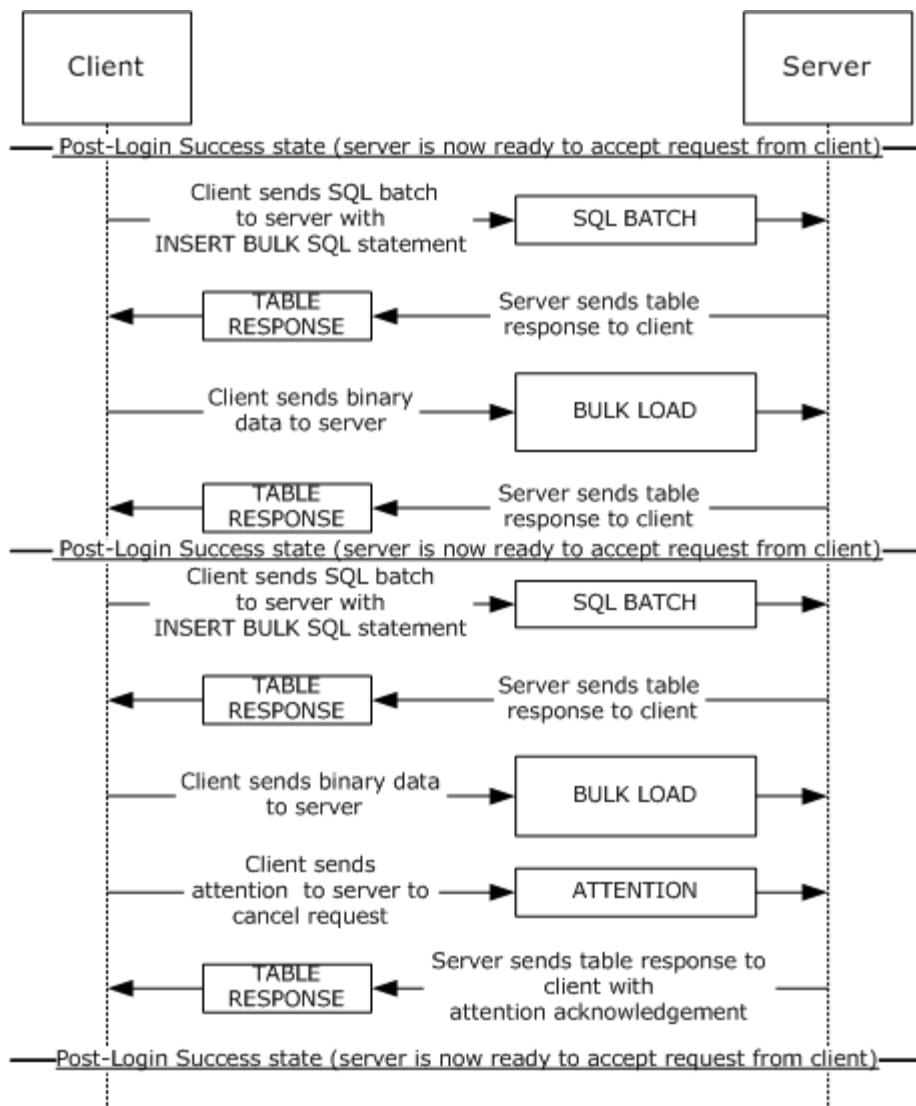 Client
Server
Post-Login Success state (server is now ready to accept request from client)
Client sends SQL batch
to server with
INSERT BULK SQL statement
SQL BATCH
TABLE
RESPONSE
Server sends table
response to client
Client sends binary
data to server
BULK LOAD
TABLE
RESPONSE
Server sends table
response to client
Post-Login Success state (server is now ready to accept request from client)
Client sends SQL batch
to server with
INSERT BULK SQL statement
SQL BATCH
TABLE
RESPONSE
Server sends table
response to client
Client sends binary data
to server
BULK LOAD
Client sends
attention to server to
cancel request
ATTENTION
TABLE
RESPONSE
Server sends table response to
client with
attention acknowledgement
Post-Login Success state (server is now ready to accept request from client)